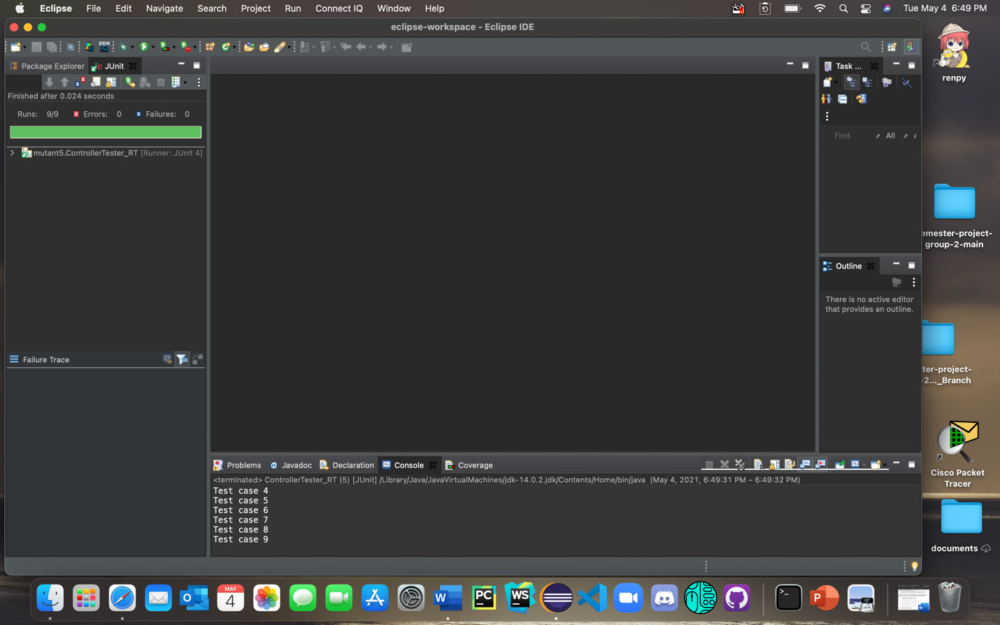 Eclipse File Edit Navigate Search Project Run Connect IQ Window Help Tue May 4 6:49 PM
eclipse-workspace - Eclipse IDE
SDK
Package Explorer JUnit
Task ...
Finished after 0.024 seconds
Runs: 9/9 Errors: 0 Failures: 0
mutant5.ControllerTester_RT [Runner: JUnit 4]
Find All
Outline
There is no active editor
that provides an outline.
Failure Trace
Problems Javadoc Declaration Console Coverage
<terminated> ControllerTester_RT (5) [JUnit] /Library/Java/JavaVirtualMachines/jdk-14.0.2.jdk/Contents/Home/bin/java (May 4, 2021, 6:49:31 PM – 6:49:32 PM)
Test case 4
Test case 5
Test case 6
Test case 7
Test case 8
Test case 9
renpy
emester-project-
group-2-main
ter-project-
-2..._Branch
Cisco Packet
Tracer
documents
MAY
4
W
PC
WS
P